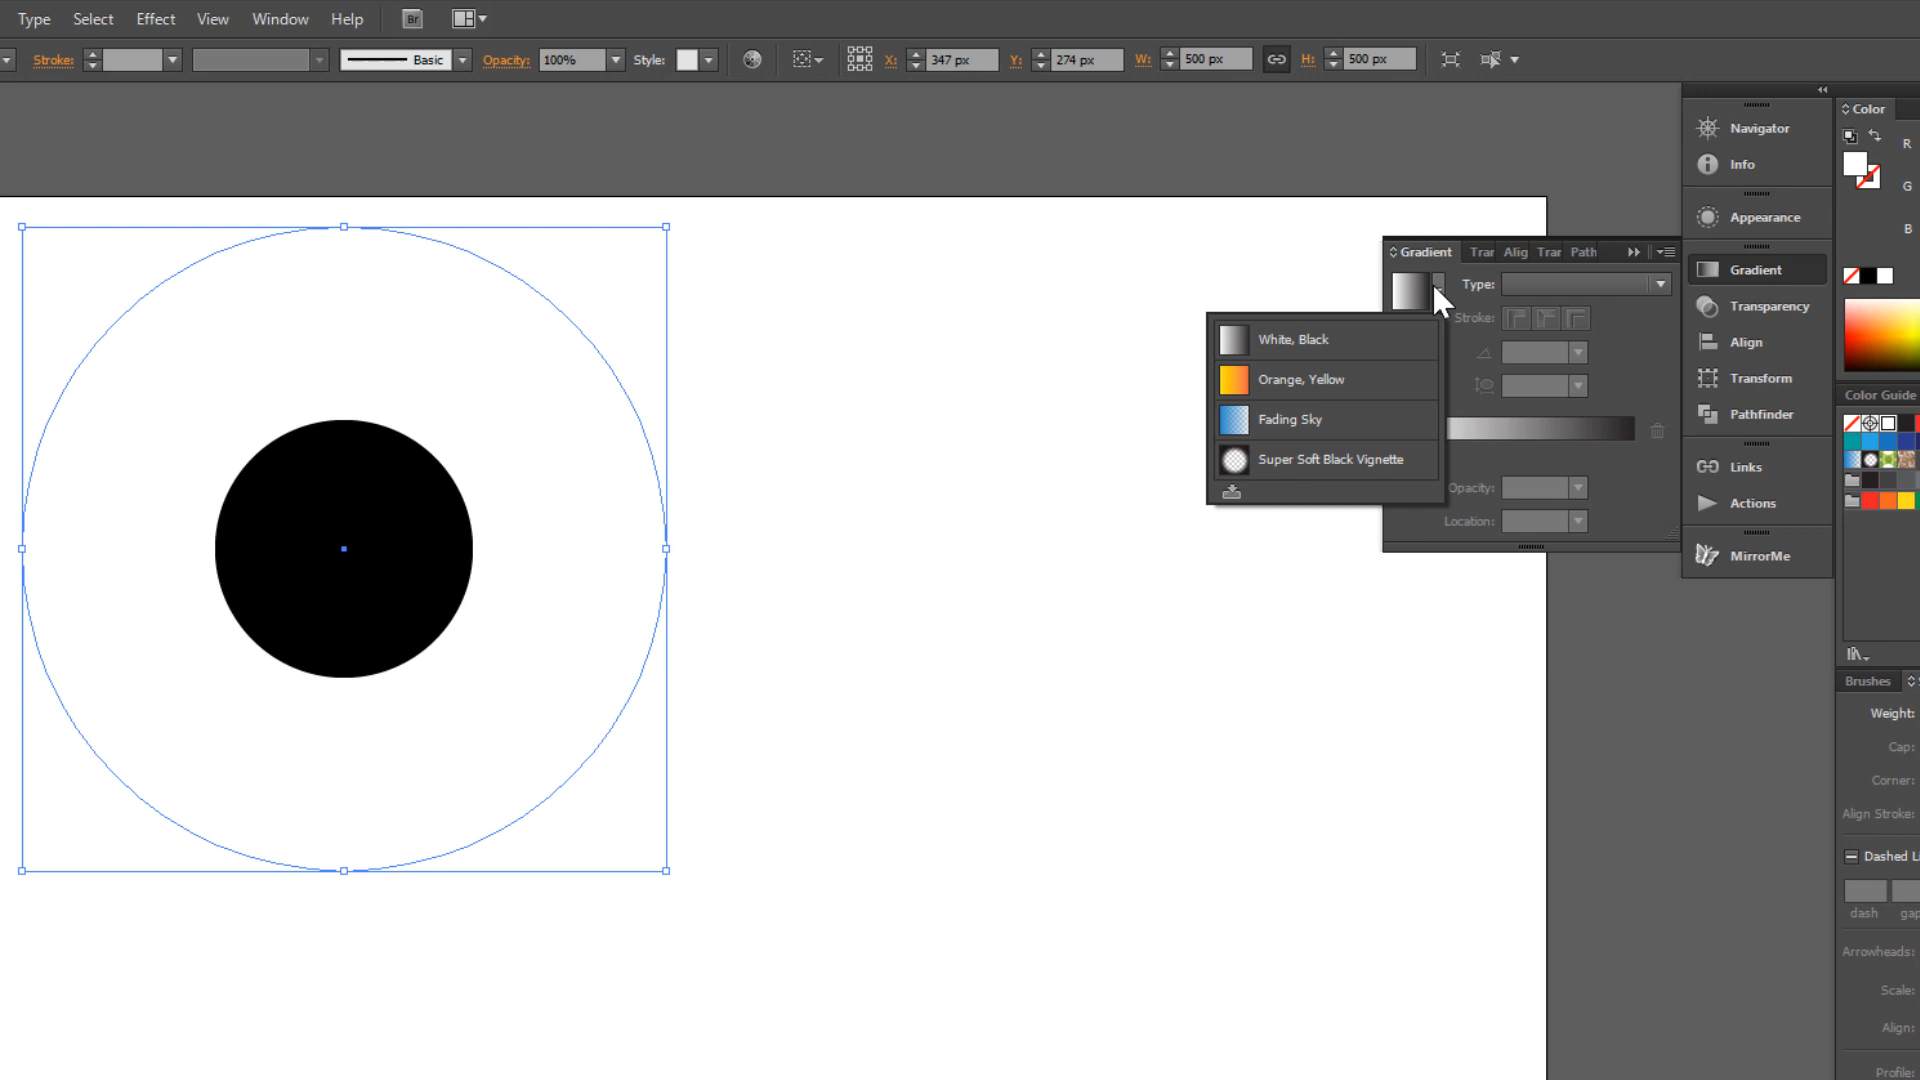 Type Select Effect View Window Help Br
Stroke: Basic Opacity: 100% Style: X: 347 px Y: 274 px W: 500 px H: 500 px
Color
Navigator
R
Info
G
Appearance
B
Gradient Tran Alig Tran Path
Gradient
Type:
Transparency
Stroke:
White, Black
Align
Orange, Yellow
Transform
Color Guide
Fading Sky
Pathfinder
Super Soft Black Vignette
Links
Opacity:
Actions
Location:
MirrorMe
Brushes
Weight:
Cap:
Corner:
Align Stroke:
Dashed Li
dash gap
Arrowheads:
Scale:
Align:
Profile: